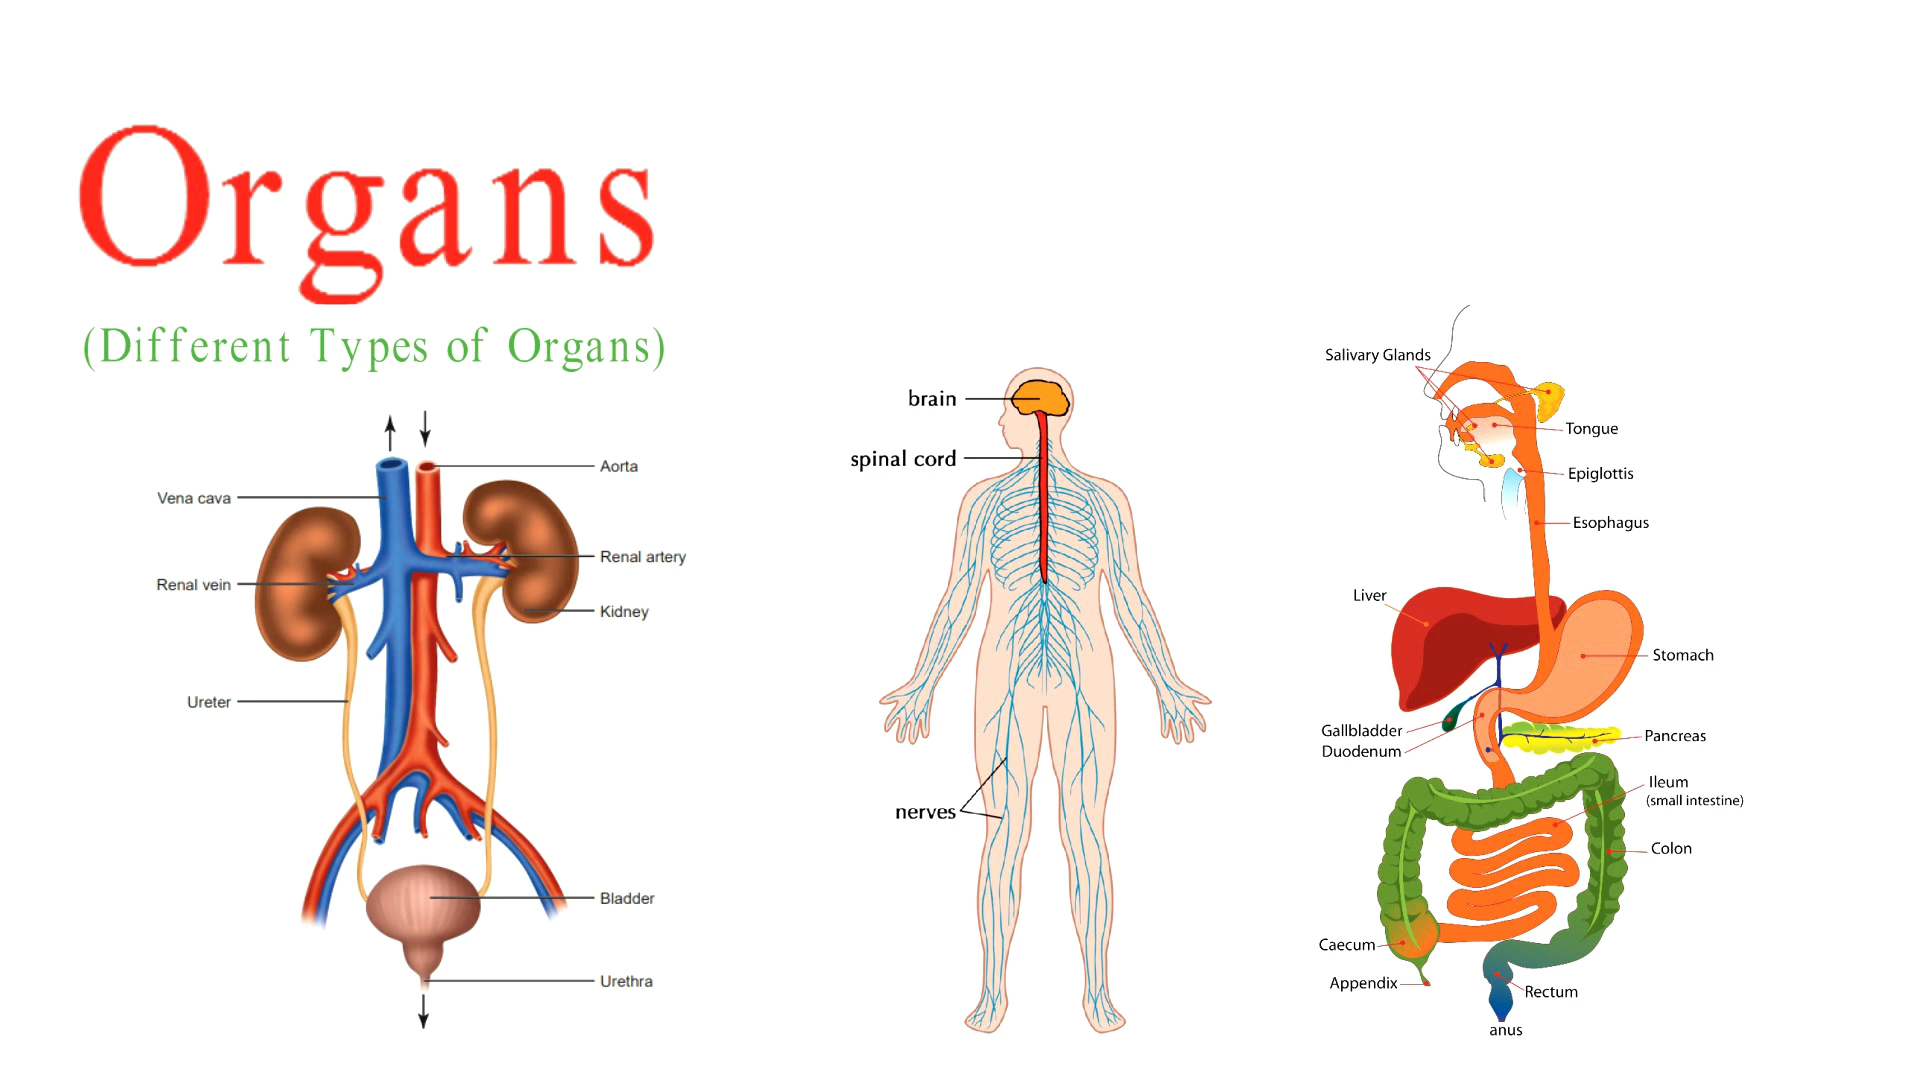 Organs
(Different Types of Organs)
Aorta
Vena cava
Renal artery
Renal vein
Kidney
Ureter
Bladder
Urethra
brain
spinal cord
nerves
Salivary Glands
Tongue
Epiglottis
Esophagus
Liver
Stomach
Gallbladder
Duodenum
Pancreas
Ileum
(small intestine)
Colon
Caecum
Appendix
Rectum
anus